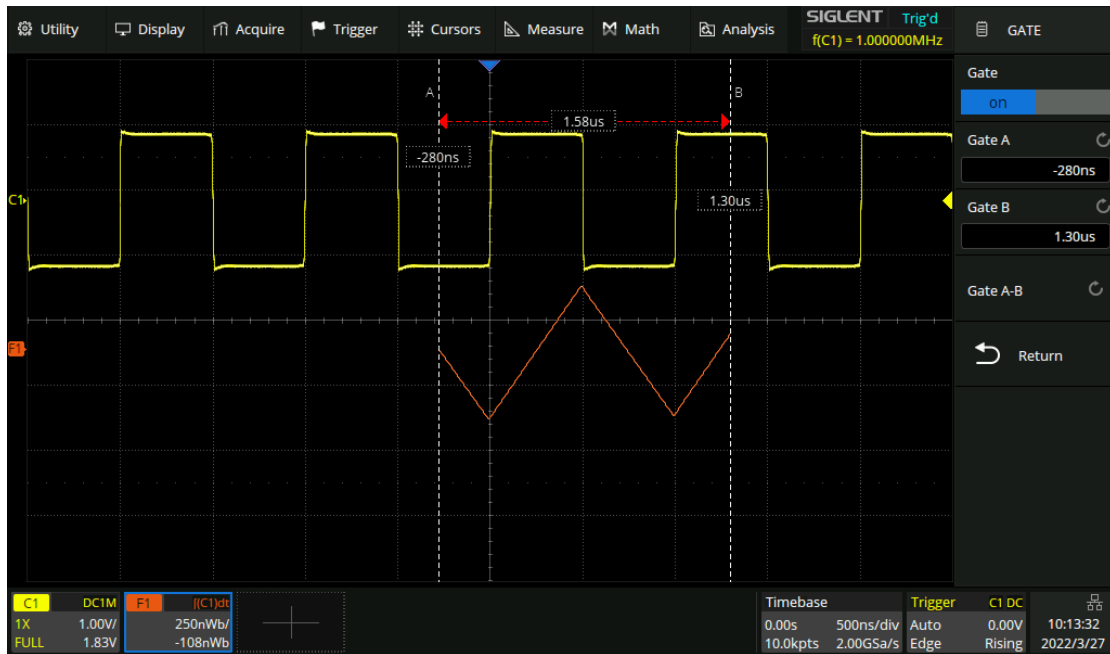 Utility Display Acquire Trigger Cursors Measure Math Analysis SIGLENT Trig'd
f(C1) = 1.000000MHz
GATE
Gate
on
Gate A
-280ns
Gate B
1.30us
Gate A-B
Return
A B
1.58us
-280ns
1.30us
C1
F1
C1 DC1M
1X 1.00V/
FULL 1.83V
F1 ∫(C1)dt
250nWb/
-108nWb
Timebase
0.00s 500ns/div
10.0kpts 2.00GSa/s
Trigger C1 DC
Auto 0.00V
Edge Rising
10:13:32
2022/3/27